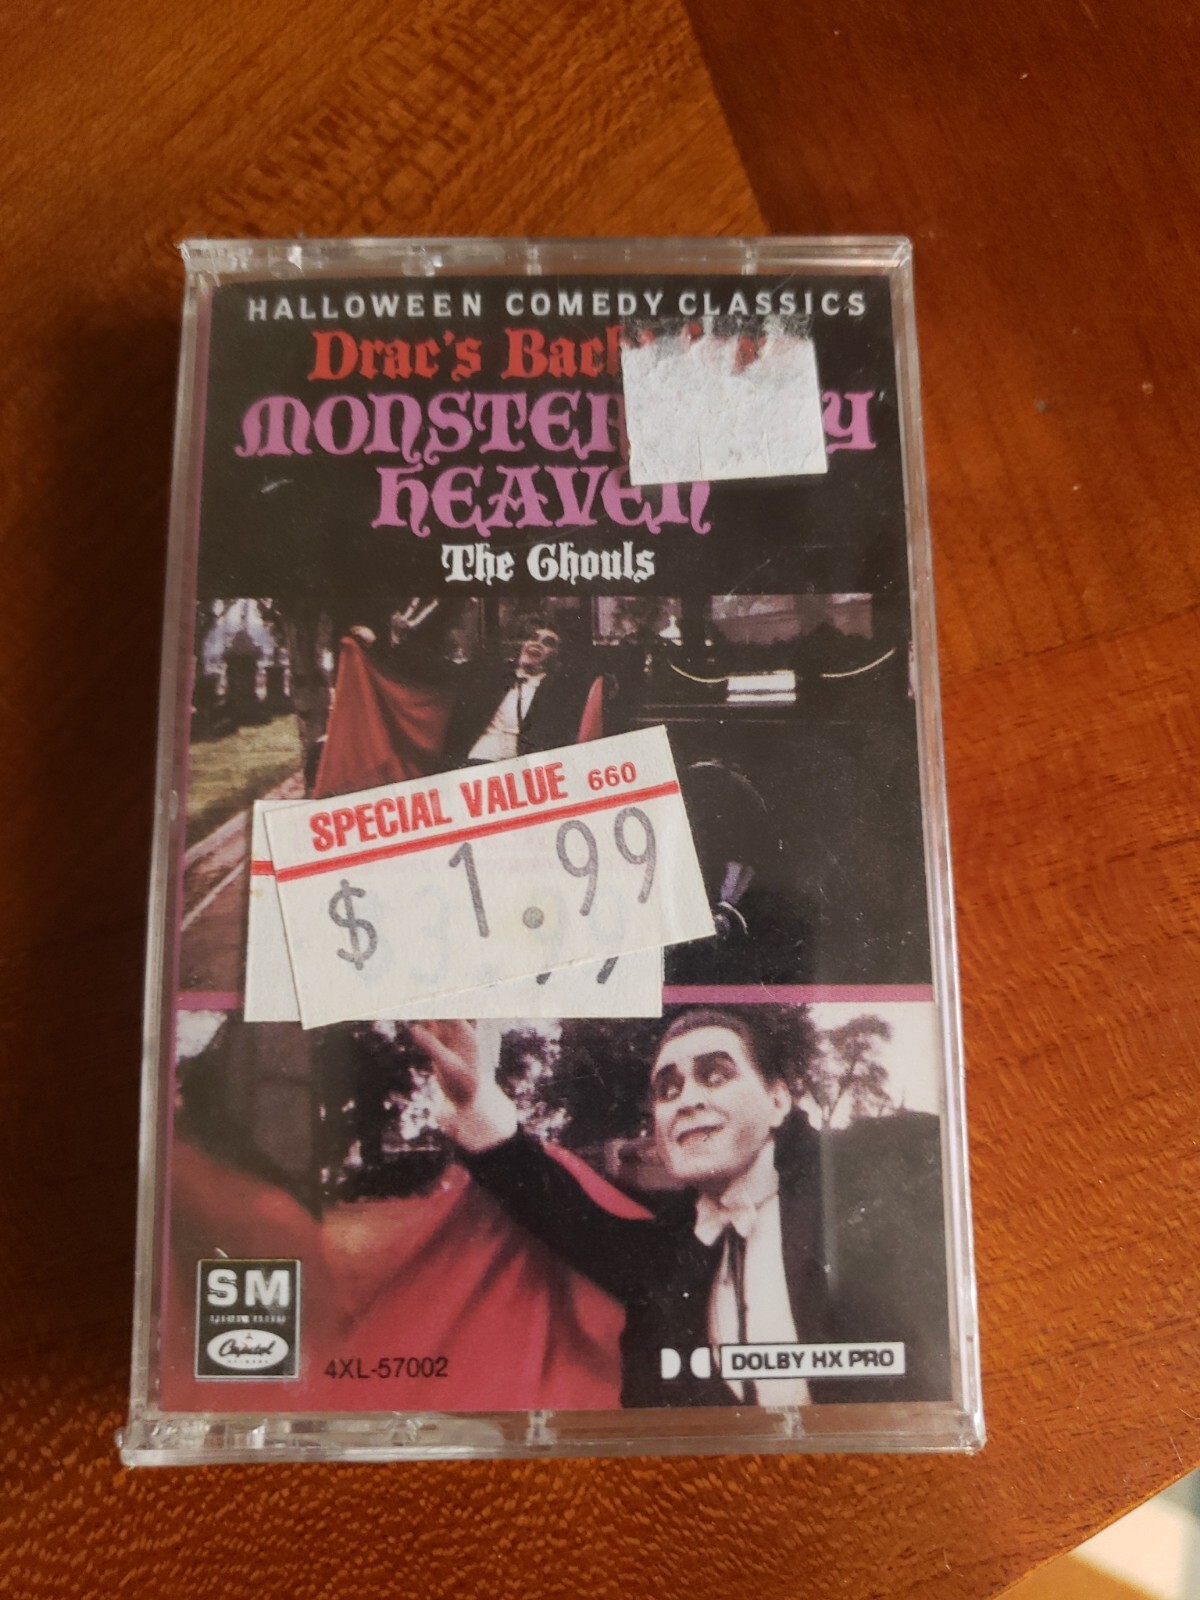 HALLOWEEN COMEDY CLASSICS
Drac's
MONSTER
HEAVEN
The Ghouls
SPECIAL VALUE 660
$ 1.99
SM
Capitol
4XL-57002
DOLBY HX PRO